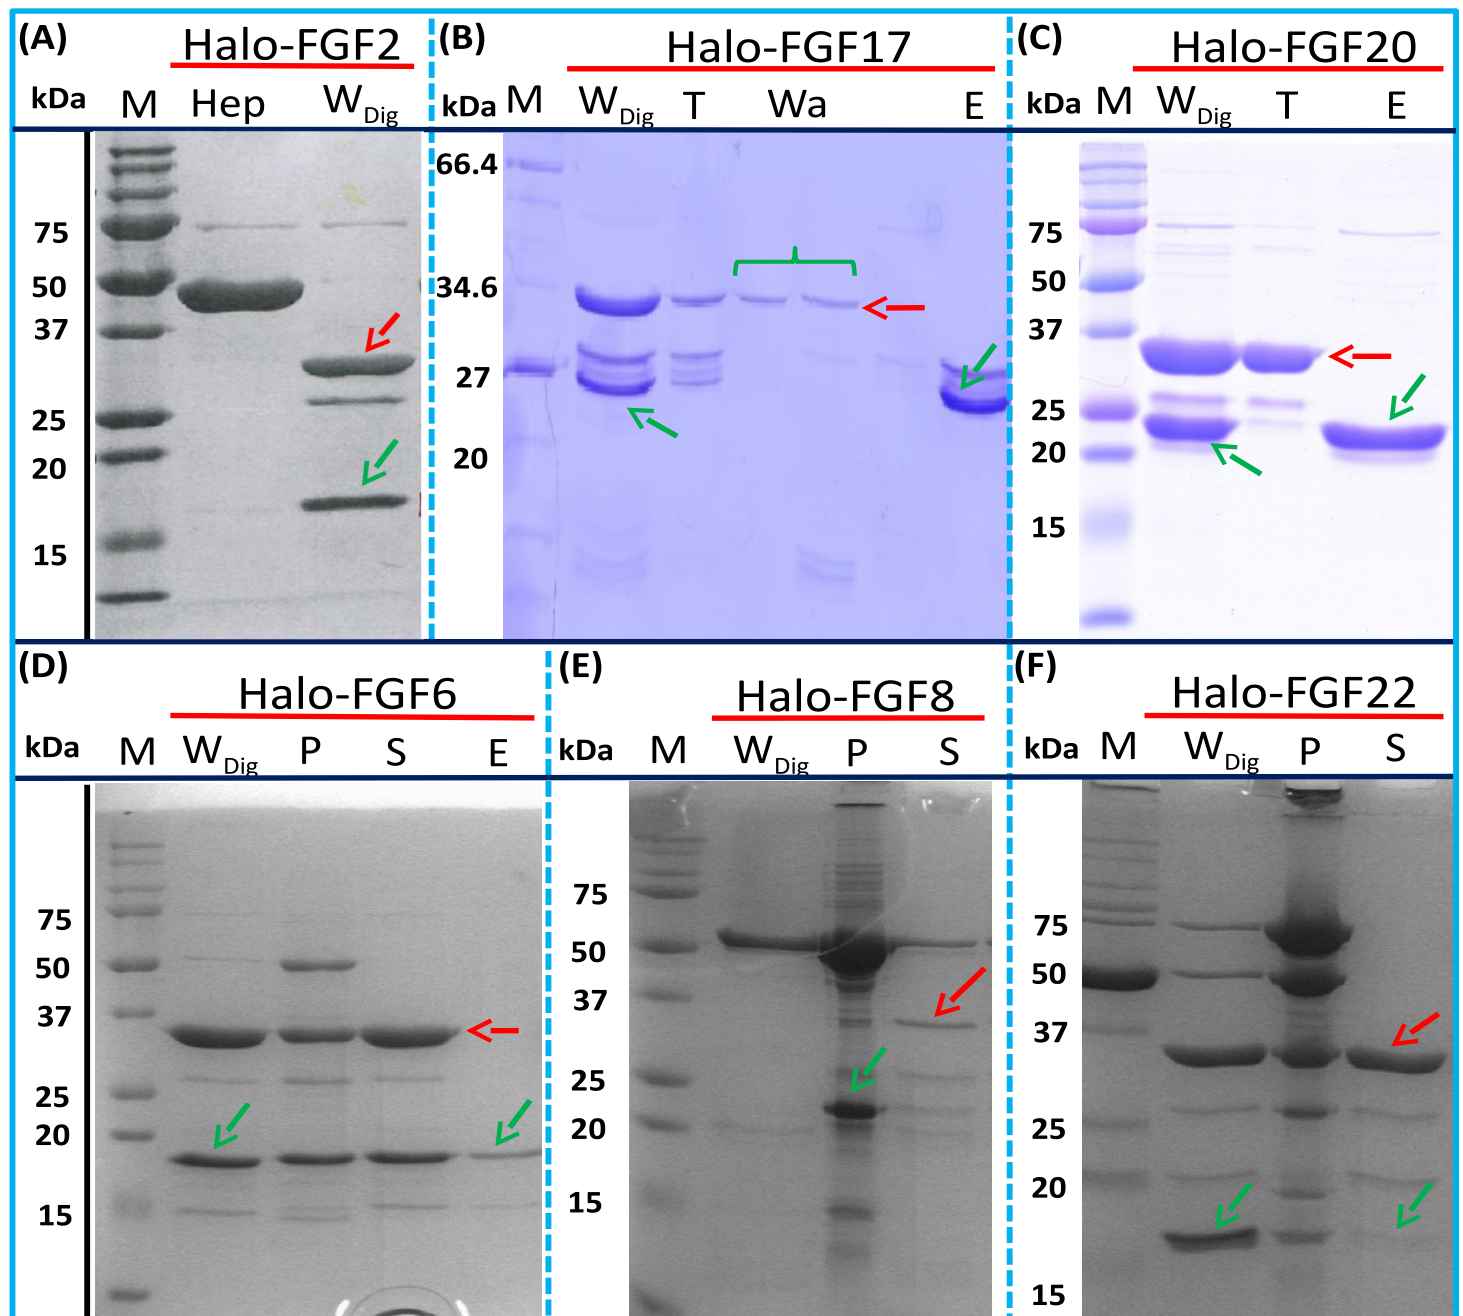 (A) Halo-FGF2
kDa M Hep WDig
75
50
37
25
20
15
(B) Halo-FGF17
kDa M WDig T Wa E
66.4
34.6
27
20
(C) Halo-FGF20
kDa M WDig T E
75
50
37
25
20
15
(D) Halo-FGF6
kDa M WDig P S E
75
50
37
25
20
15
(E) Halo-FGF8
kDa M WDig P S
75
50
37
25
20
15
(F) Halo-FGF22
kDa M WDig P S
75
50
37
25
20
15